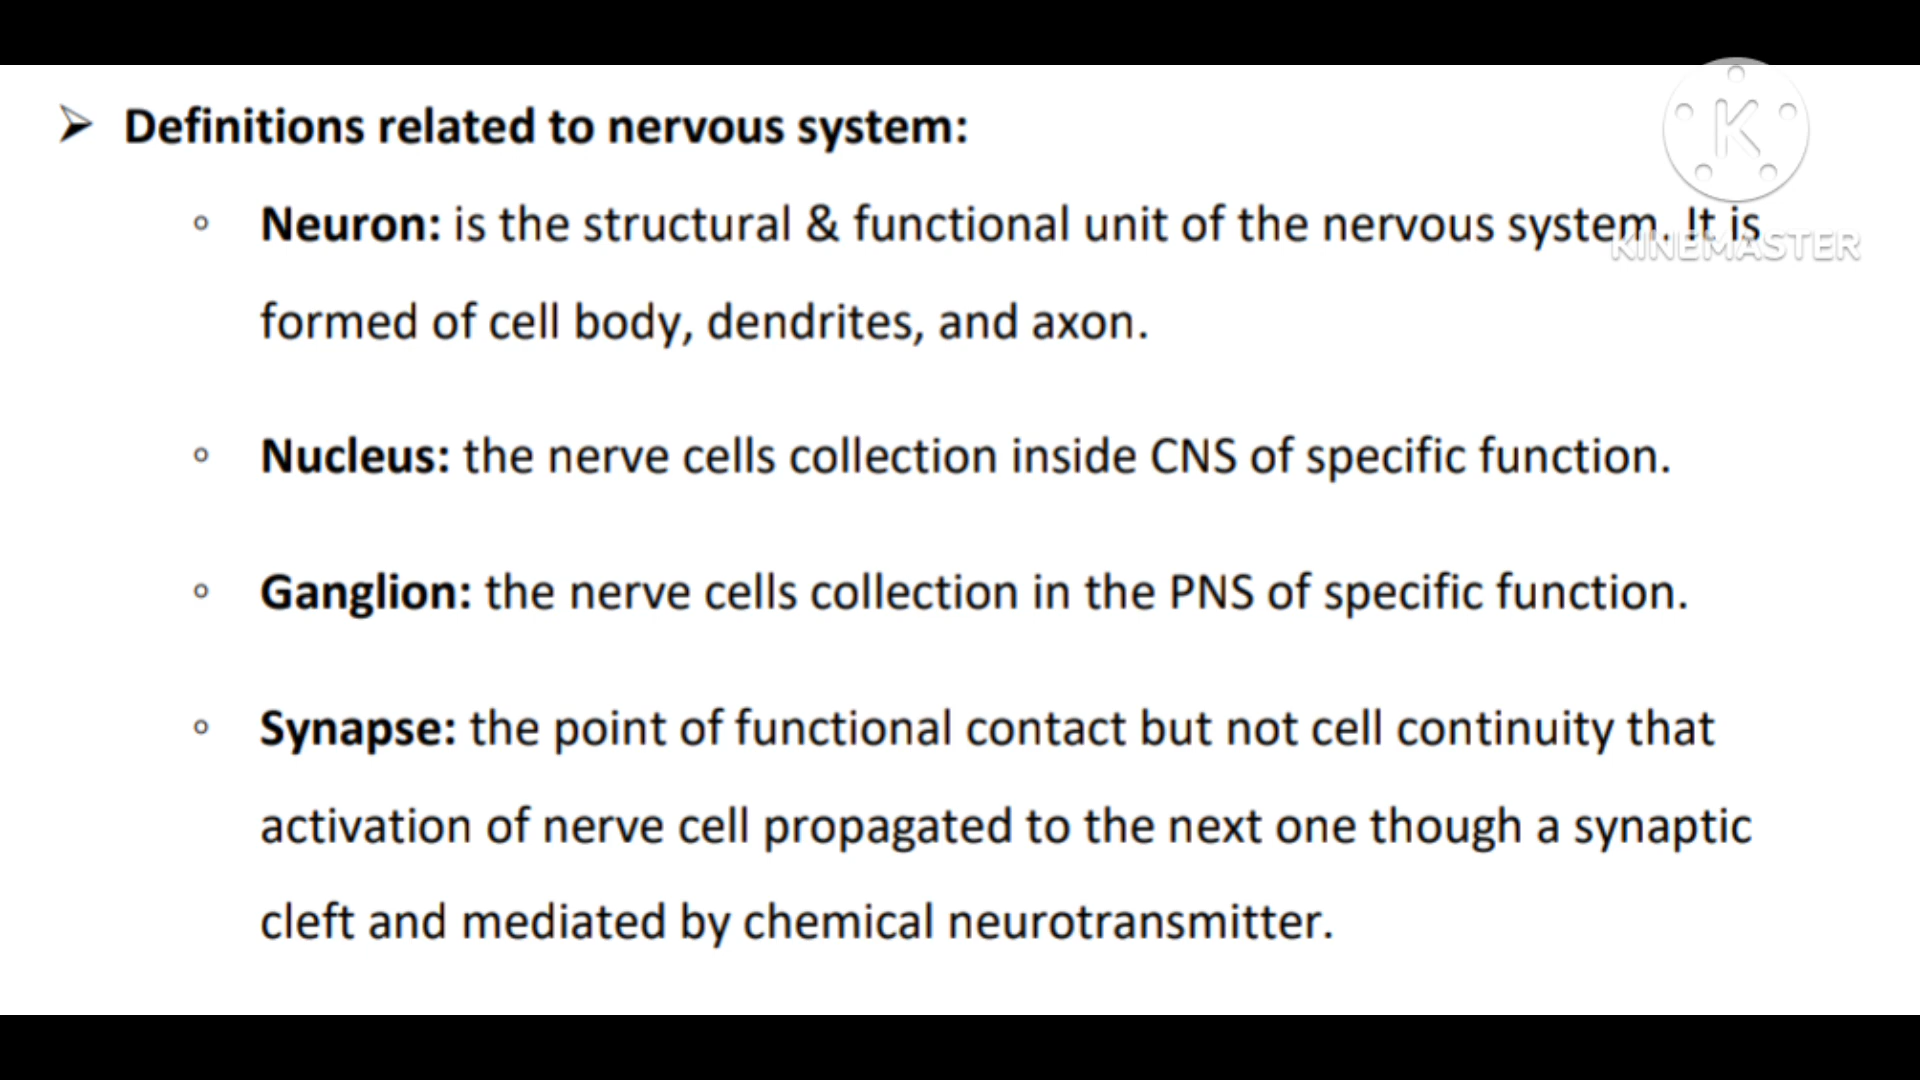 ➢ Definitions related to nervous system:
K
◦ Neuron: is the structural & functional unit of the nervous system. It is
KINEMASTER
formed of cell body, dendrites, and axon.
◦ Nucleus: the nerve cells collection inside CNS of specific function.
◦ Ganglion: the nerve cells collection in the PNS of specific function.
◦ Synapse: the point of functional contact but not cell continuity that
activation of nerve cell propagated to the next one though a synaptic
cleft and mediated by chemical neurotransmitter.